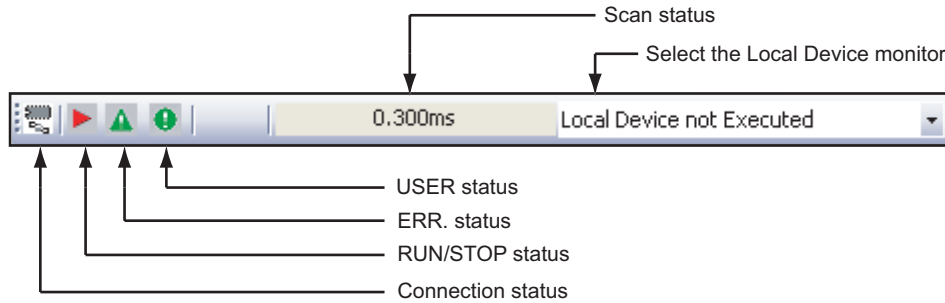 Scan status
Select the Local Device monitor
0.300ms Local Device not Executed
USER status
ERR. status
RUN/STOP status
Connection status